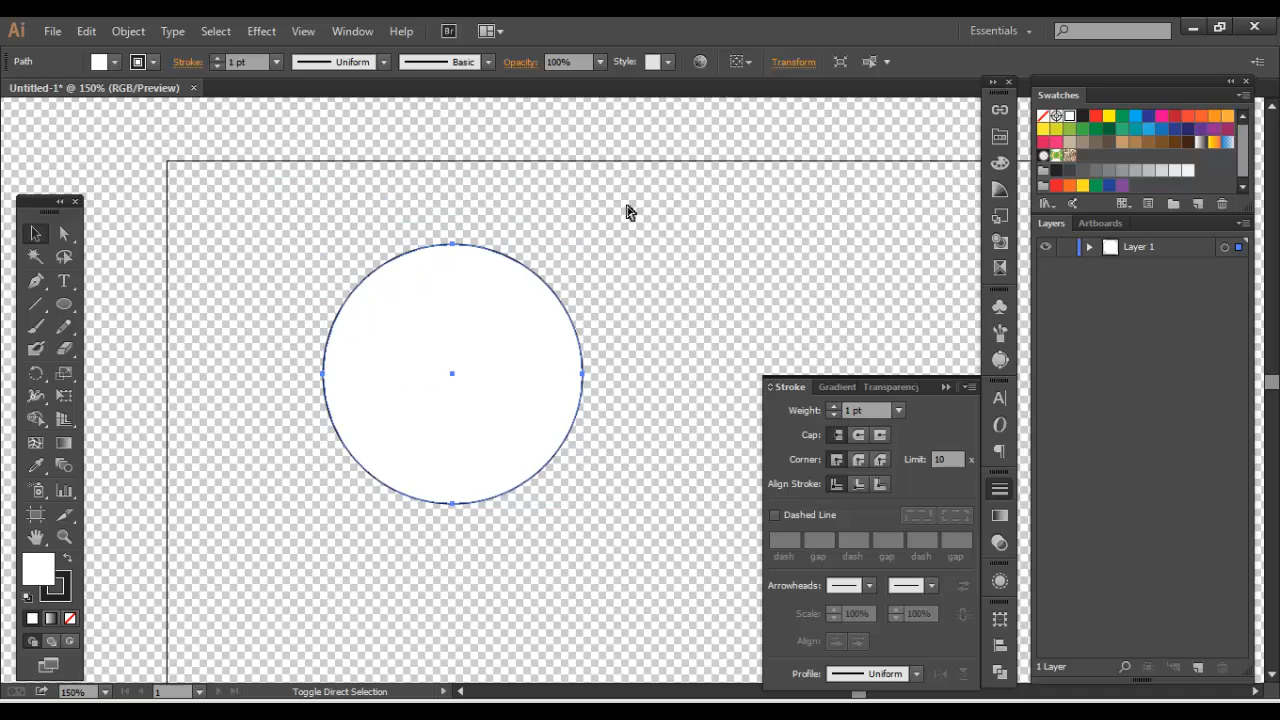 Ai File Edit Object Type Select Effect View Window Help Br Essentials
Path Stroke: 1 pt Uniform Basic Opacity: 100% Style: Transform
Untitled-1* @ 150% (RGB/Preview) ×
Swatches
Layers Artboards
Layer 1
Stroke Gradient Transparency
Weight: 1 pt
Cap:
Corner: Limit: 10 x
Align Stroke:
Dashed Line
dash gap dash gap dash gap
Arrowheads:
Scale: 100% 100%
Align:
Profile: Uniform
1 Layer
150% 1 Toggle Direct Selection